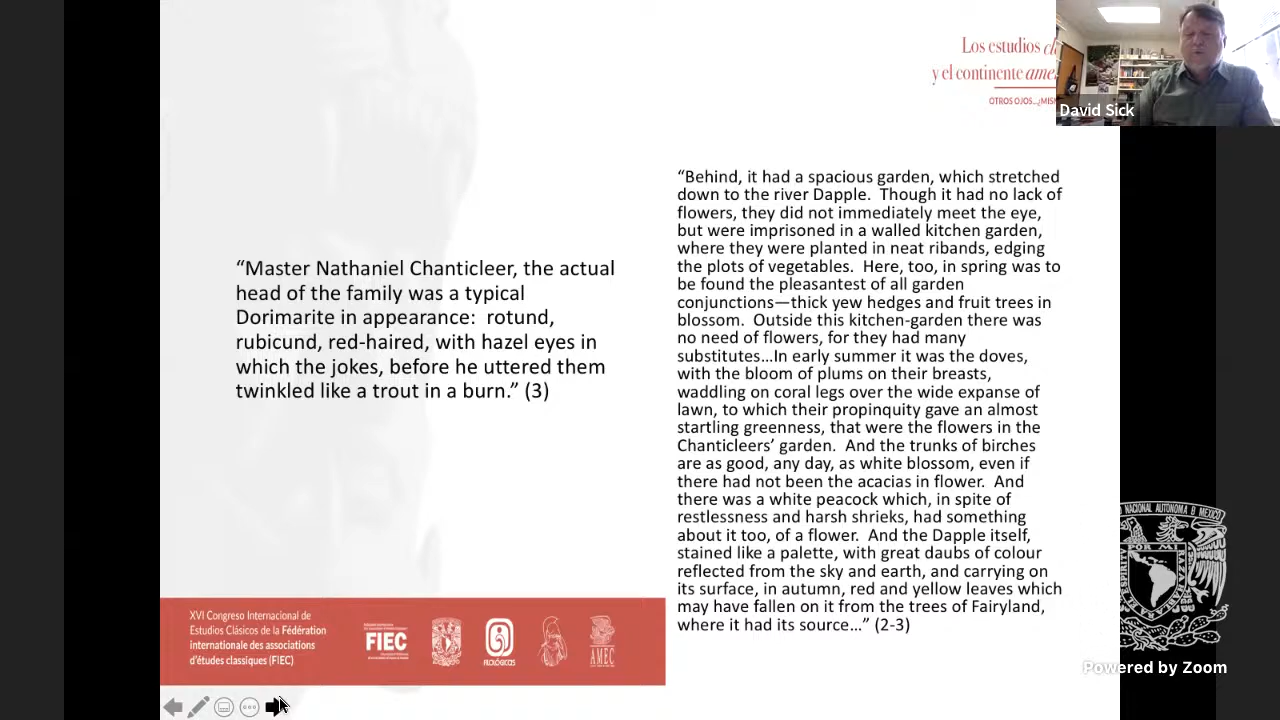 Los estudios
y el continente
OTROS OJOS...¿MIS
David Sick
“Master Nathaniel Chanticleer, the actual
head of the family was a typical
Dorimarite in appearance:  rotund,
rubicund, red-haired, with hazel eyes in
which the jokes, before he uttered them
twinkled like a trout in a burn.” (3)
“Behind, it had a spacious garden, which stretched
down to the river Dapple.  Though it had no lack of
flowers, they did not immediately meet the eye,
but were imprisoned in a walled kitchen garden,
where they were planted in neat ribands, edging
the plots of vegetables.  Here, too, in spring was to
be found the pleasantest of all garden
conjunctions—thick yew hedges and fruit trees in
blossom.  Outside this kitchen-garden there was
no need of flowers, for they had many
substitutes…In early summer it was the doves,
with the bloom of plums on their breasts,
waddling on coral legs over the wide expanse of
lawn, to which their propinquity gave an almost
startling greenness, that were the flowers in the
Chanticleers’ garden.  And the trunks of birches
are as good, any day, as white blossom, even if
there had not been the acacias in flower.  And
there was a white peacock which, in spite of
restlessness and harsh shrieks, had something
about it too, of a flower.  And the Dapple itself,
stained like a palette, with great daubs of colour
reflected from the sky and earth, and carrying on
its surface, in autumn, red and yellow leaves which
may have fallen on it from the trees of Fairyland,
where it had its source…” (2-3)
XVI Congreso Internacional de
Estudios Clásicos de la Fédération
internationale des associations
d’études classiques (FIEC)
FIEC
FILOLÓGICAS
AMEC
NACIONAL AUTONOMA
POR MI
Powered by Zoom